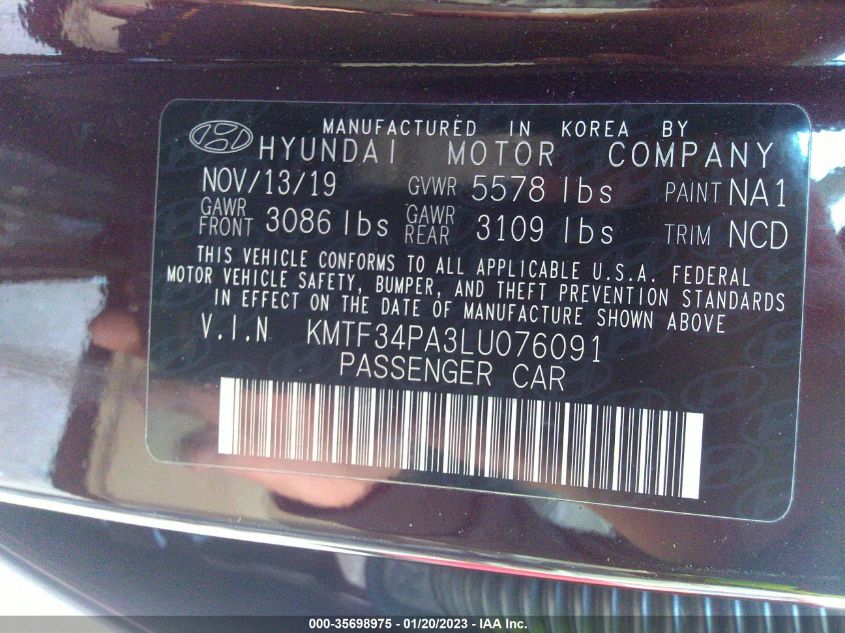 MANUFACTURED IN KOREA BY
HYUNDAI MOTOR COMPANY
NOV/13/19 GVWR 5578 lbs PAINT NA1
GAWR FRONT 3086 lbs GAWR REAR 3109 lbs TRIM NCD
THIS VEHICLE CONFORMS TO ALL APPLICABLE U.S.A. FEDERAL
MOTOR VEHICLE SAFETY, BUMPER, AND THEFT PREVENTION STANDARDS
IN EFFECT ON THE DATE OF MANUFACTURE SHOWN ABOVE
V.I.N KMTF34PA3LU076091
PASSENGER CAR
000-35698975 — 01/20/2023 — IAA Inc.